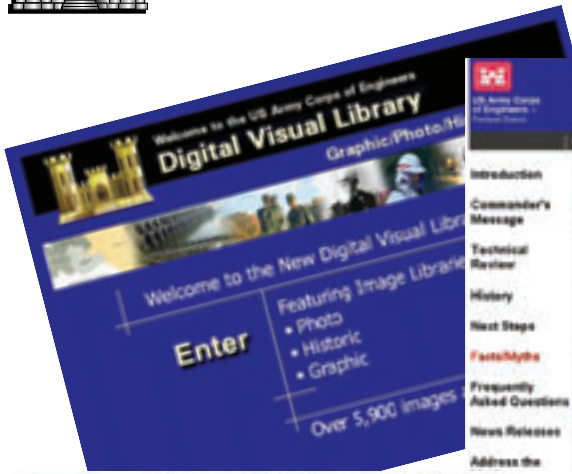 Welcome to the US Army Corps of Engineers
Digital Visual Library
Graphic/Photo/Hi
Welcome to the New Digital Visual Libr
Enter
Featuring Image Librarie
• Photo
• Historic
• Graphic
Over 5,900 images
US Army Corps
of Engineers
Introduction
Commander's
Message
Technical
Review
History
Next Steps
Facts/Myths
Frequently
Asked Questions
News Releases
Address the